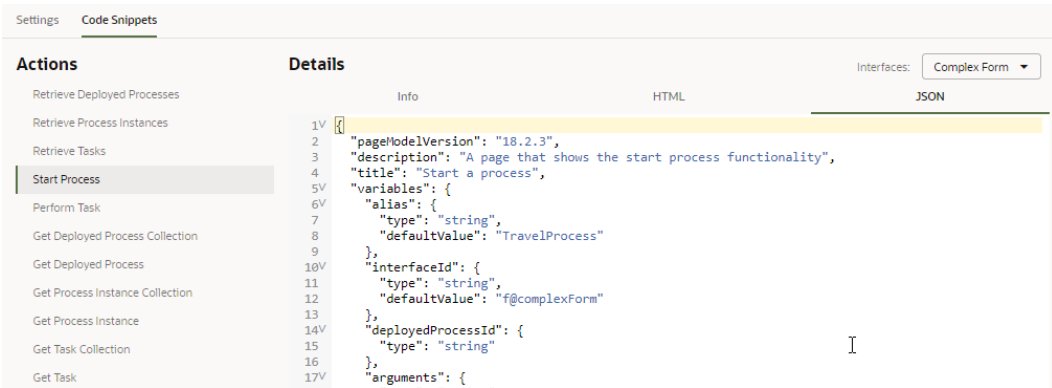 Settings Code Snippets
Actions
Retrieve Deployed Processes
Retrieve Process Instances
Retrieve Tasks
Start Process
Perform Task
Get Deployed Process Collection
Get Deployed Process
Get Process Instance Collection
Get Process Instance
Get Task Collection
Get Task
Details
Interfaces: Complex Form
Info HTML JSON
1 {
2 "pageModelVersion": "18.2.3",
3 "description": "A page that shows the start process functionality",
4 "title": "Start a process",
5 "variables": {
6 "alias": {
7 "type": "string",
8 "defaultValue": "TravelProcess"
9 },
10 "interfaceId": {
11 "type": "string",
12 "defaultValue": "f@complexForm"
13 },
14 "deployedProcessId": {
15 "type": "string"
16 },
17 "arguments": {